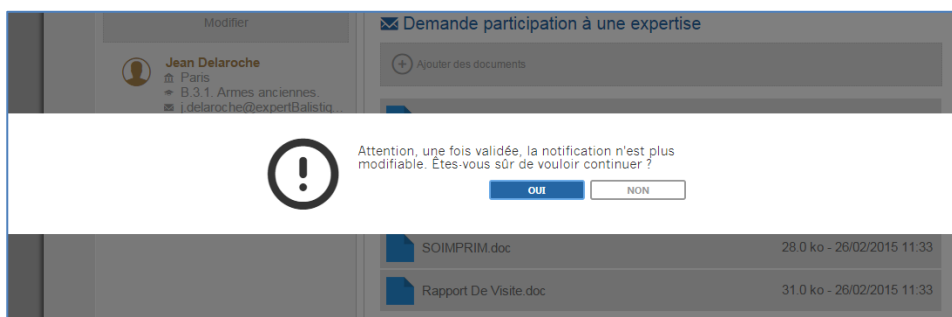 Modifier
Demande participation à une expertise
Ajouter des documents
Jean Delaroche
Paris
B.3.1. Armes anciennes.
j.delaroche@expertBalistiq...
Attention, une fois validée, la notification n'est plus
modifiable. Êtes-vous sûr de vouloir continuer ?
OUI NON
SOIMPRIM.doc 28.0 ko - 26/02/2015 11:33
Rapport De Visite.doc 31.0 ko - 26/02/2015 11:33